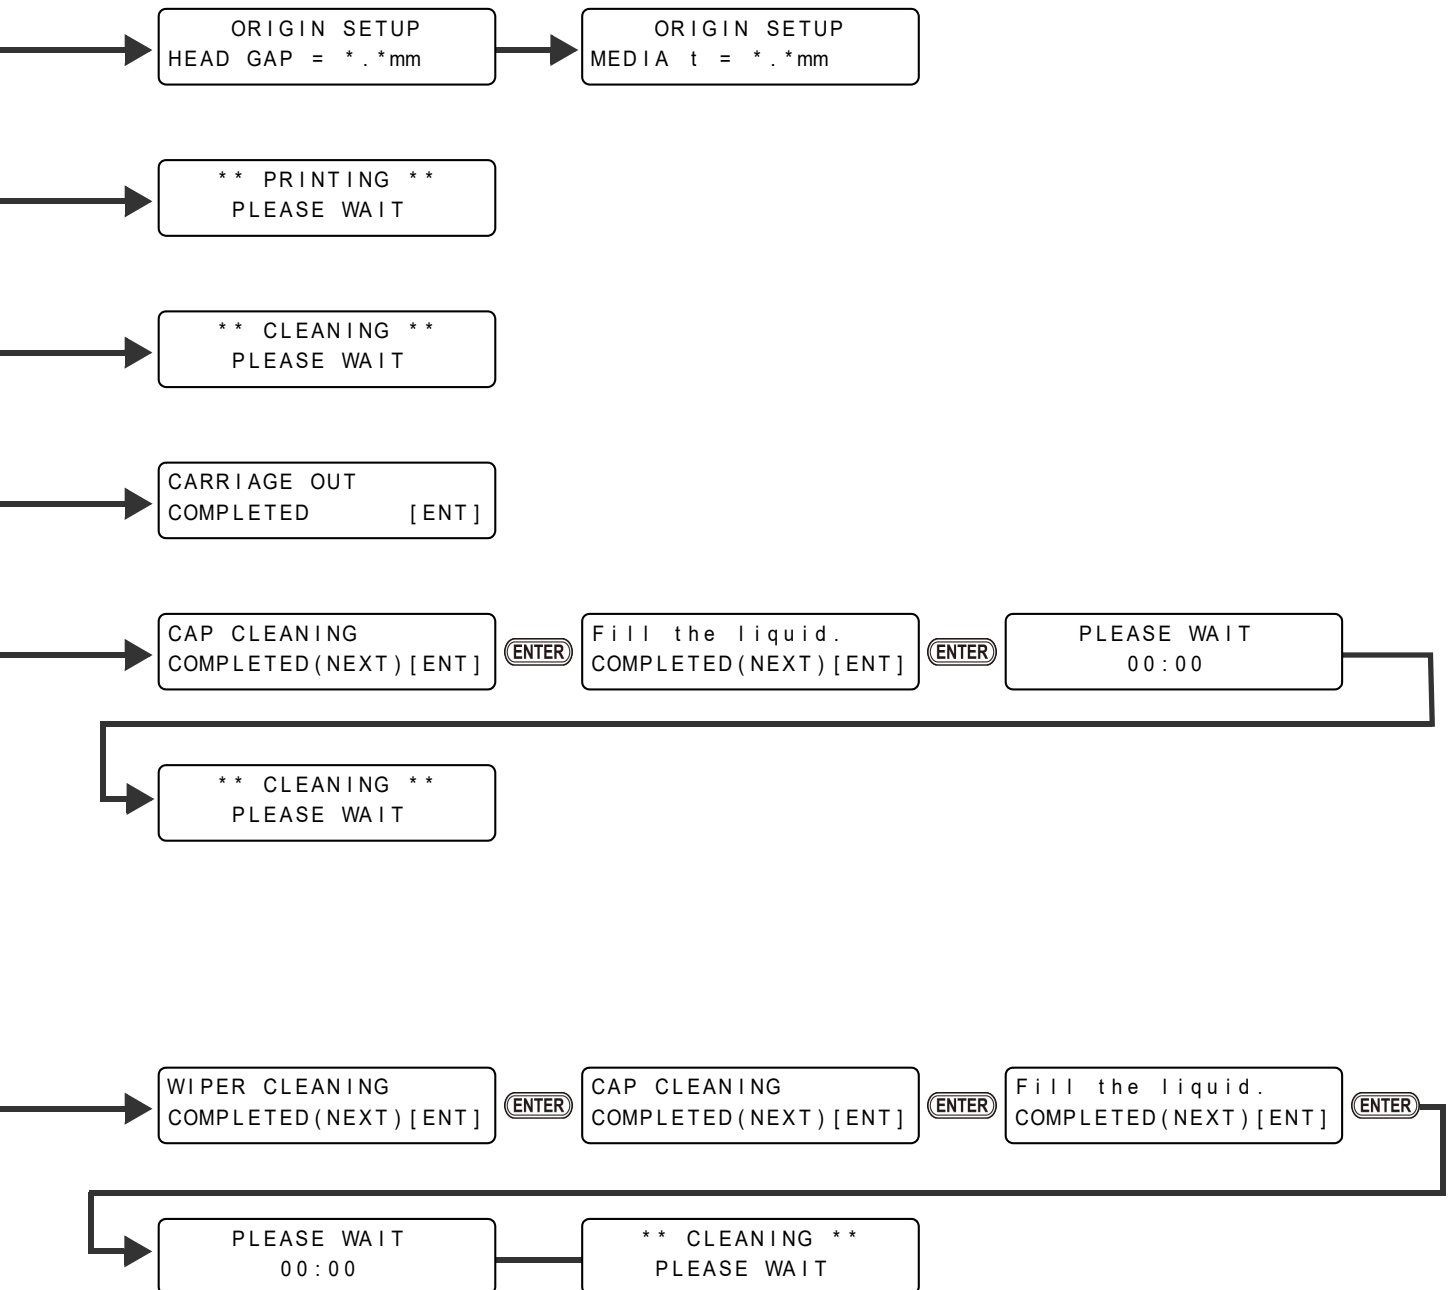 ORIGIN SETUP
HEAD GAP = *.*mm
ORIGIN SETUP
MEDIA t = *.*mm
** PRINTING **
PLEASE WAIT
** CLEANING **
PLEASE WAIT
CARRIAGE OUT
COMPLETED [ENT]
CAP CLEANING
COMPLETED(NEXT)[ENT]
ENTER
Fill the liquid.
COMPLETED(NEXT)[ENT]
ENTER
PLEASE WAIT
00:00
** CLEANING **
PLEASE WAIT
WIPER CLEANING
COMPLETED(NEXT)[ENT]
ENTER
CAP CLEANING
COMPLETED(NEXT)[ENT]
ENTER
Fill the liquid.
COMPLETED(NEXT)[ENT]
ENTER
PLEASE WAIT
00:00
** CLEANING **
PLEASE WAIT